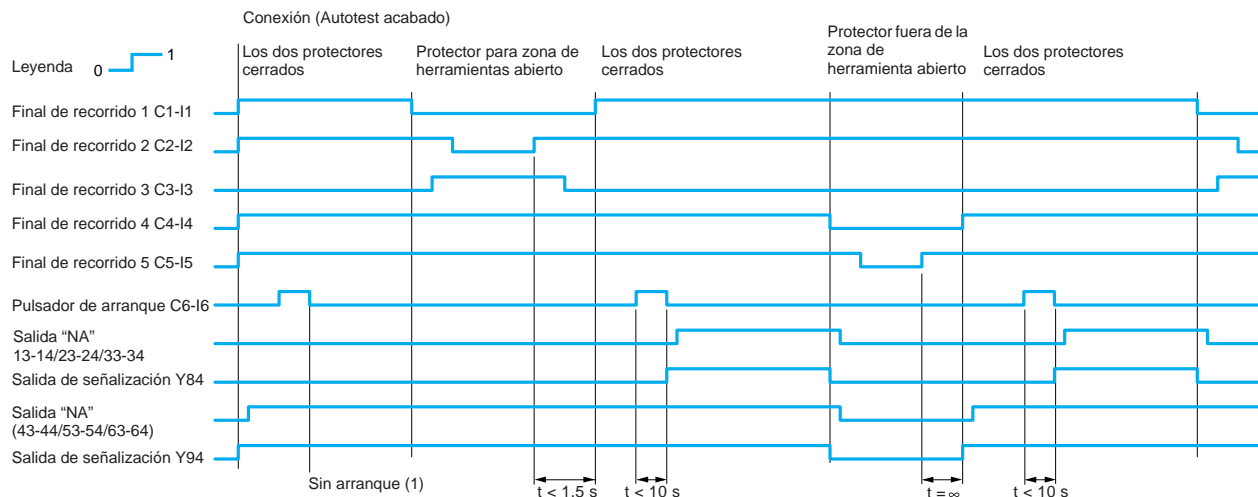 Conexión (Autotest acabado)
Leyenda 0 1
Los dos protectores
cerrados
Protector para zona de
herramientas abierto
Los dos protectores
cerrados
Protector fuera de la
zona de
herramienta abierto
Los dos protectores
cerrados
Final de recorrido 1 C1-I1
Final de recorrido 2 C2-I2
Final de recorrido 3 C3-I3
Final de recorrido 4 C4-I4
Final de recorrido 5 C5-I5
Pulsador de arranque C6-I6
Salida “NA”
13-14/23-24/33-34
Salida de señalización Y84
Salida “NA”
(43-44/53-54/63-64)
Salida de señalización Y94
Sin arranque (1)
t < 1,5 s
t < 10 s
t = ∞
t < 10 s